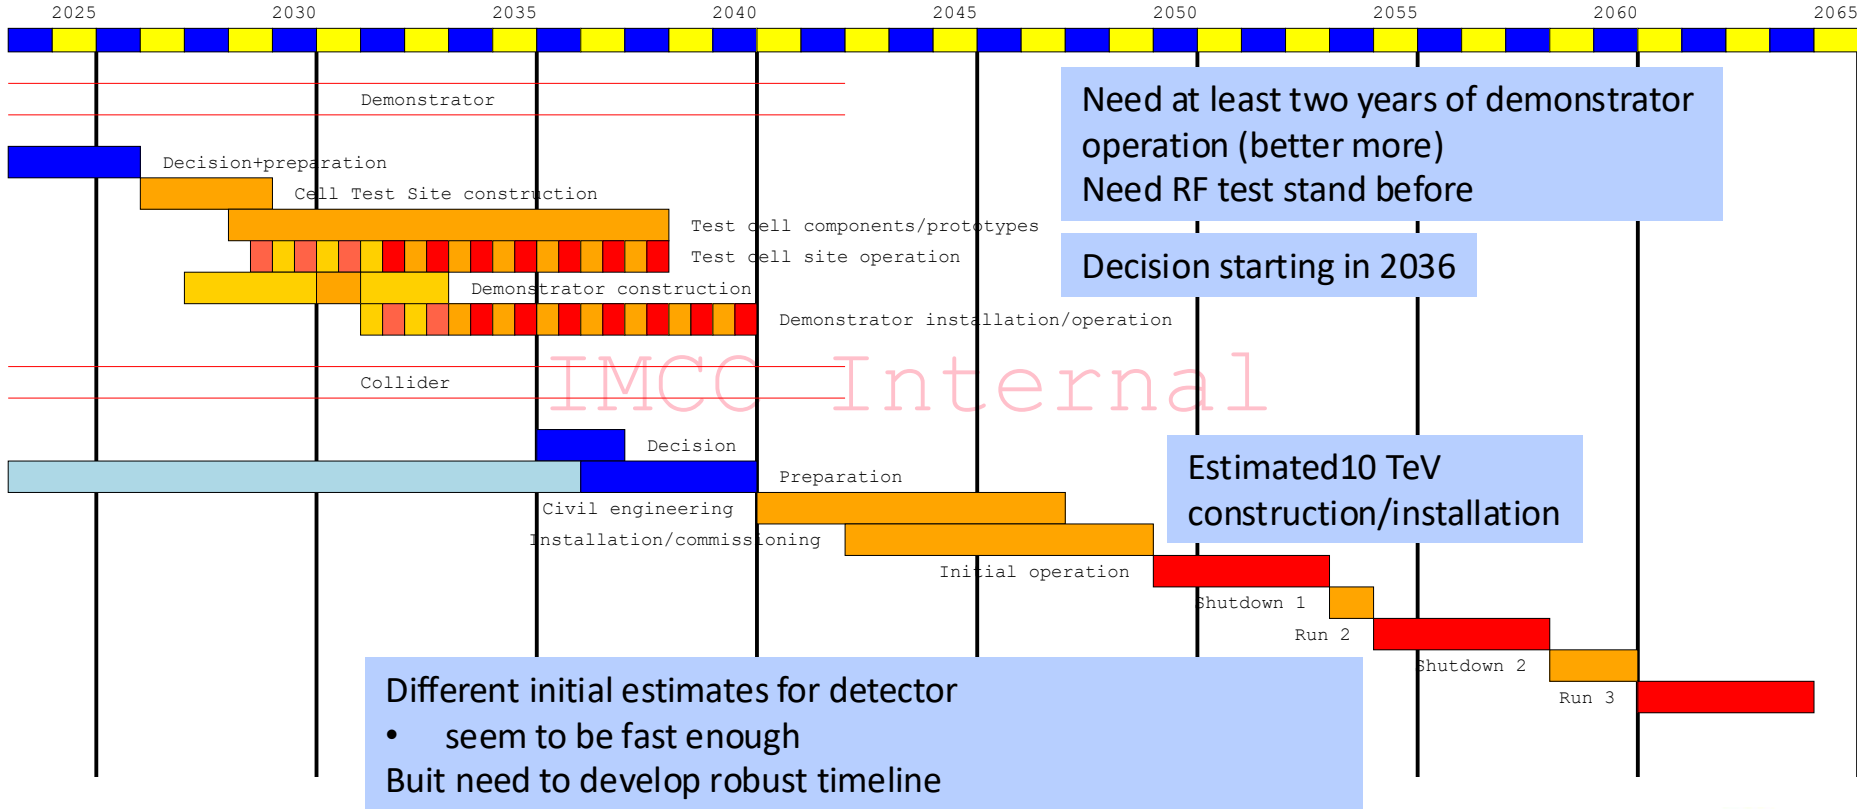 2025 2030 2035 2040 2045 2050 2055 2060 2065
Demonstrator
Need at least two years of demonstrator
operation (better more)
Need RF test stand before
Decision+preparation
Cell Test Site construction
Test cell components/prototypes
Test cell site operation
Decision starting in 2036
Demonstrator construction
Demonstrator installation/operation
IMCC Internal
Collider
Decision
Preparation
Estimated10 TeV
construction/installation
Civil engineering
Installation/commissioning
Initial operation
Shutdown 1
Run 2
Shutdown 2
Run 3
Different initial estimates for detector
• seem to be fast enough
Buit need to develop robust timeline